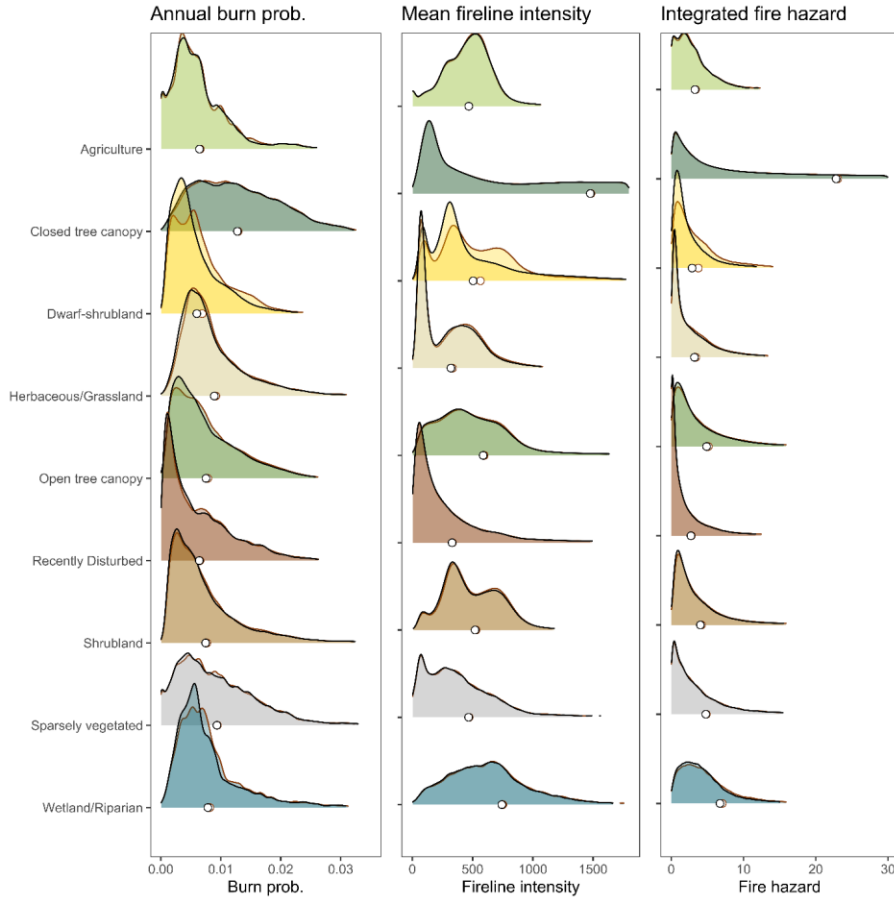 Annual burn prob.
Mean fireline intensity
Integrated fire hazard
Agriculture
Closed tree canopy
Dwarf-shrubland
Herbaceous/Grassland
Open tree canopy
Recently Disturbed
Shrubland
Sparsely vegetated
Wetland/Riparian
0.00 0.01 0.02 0.03
0 500 1000 1500
0 10 20 30
Burn prob.
Fireline intensity
Fire hazard